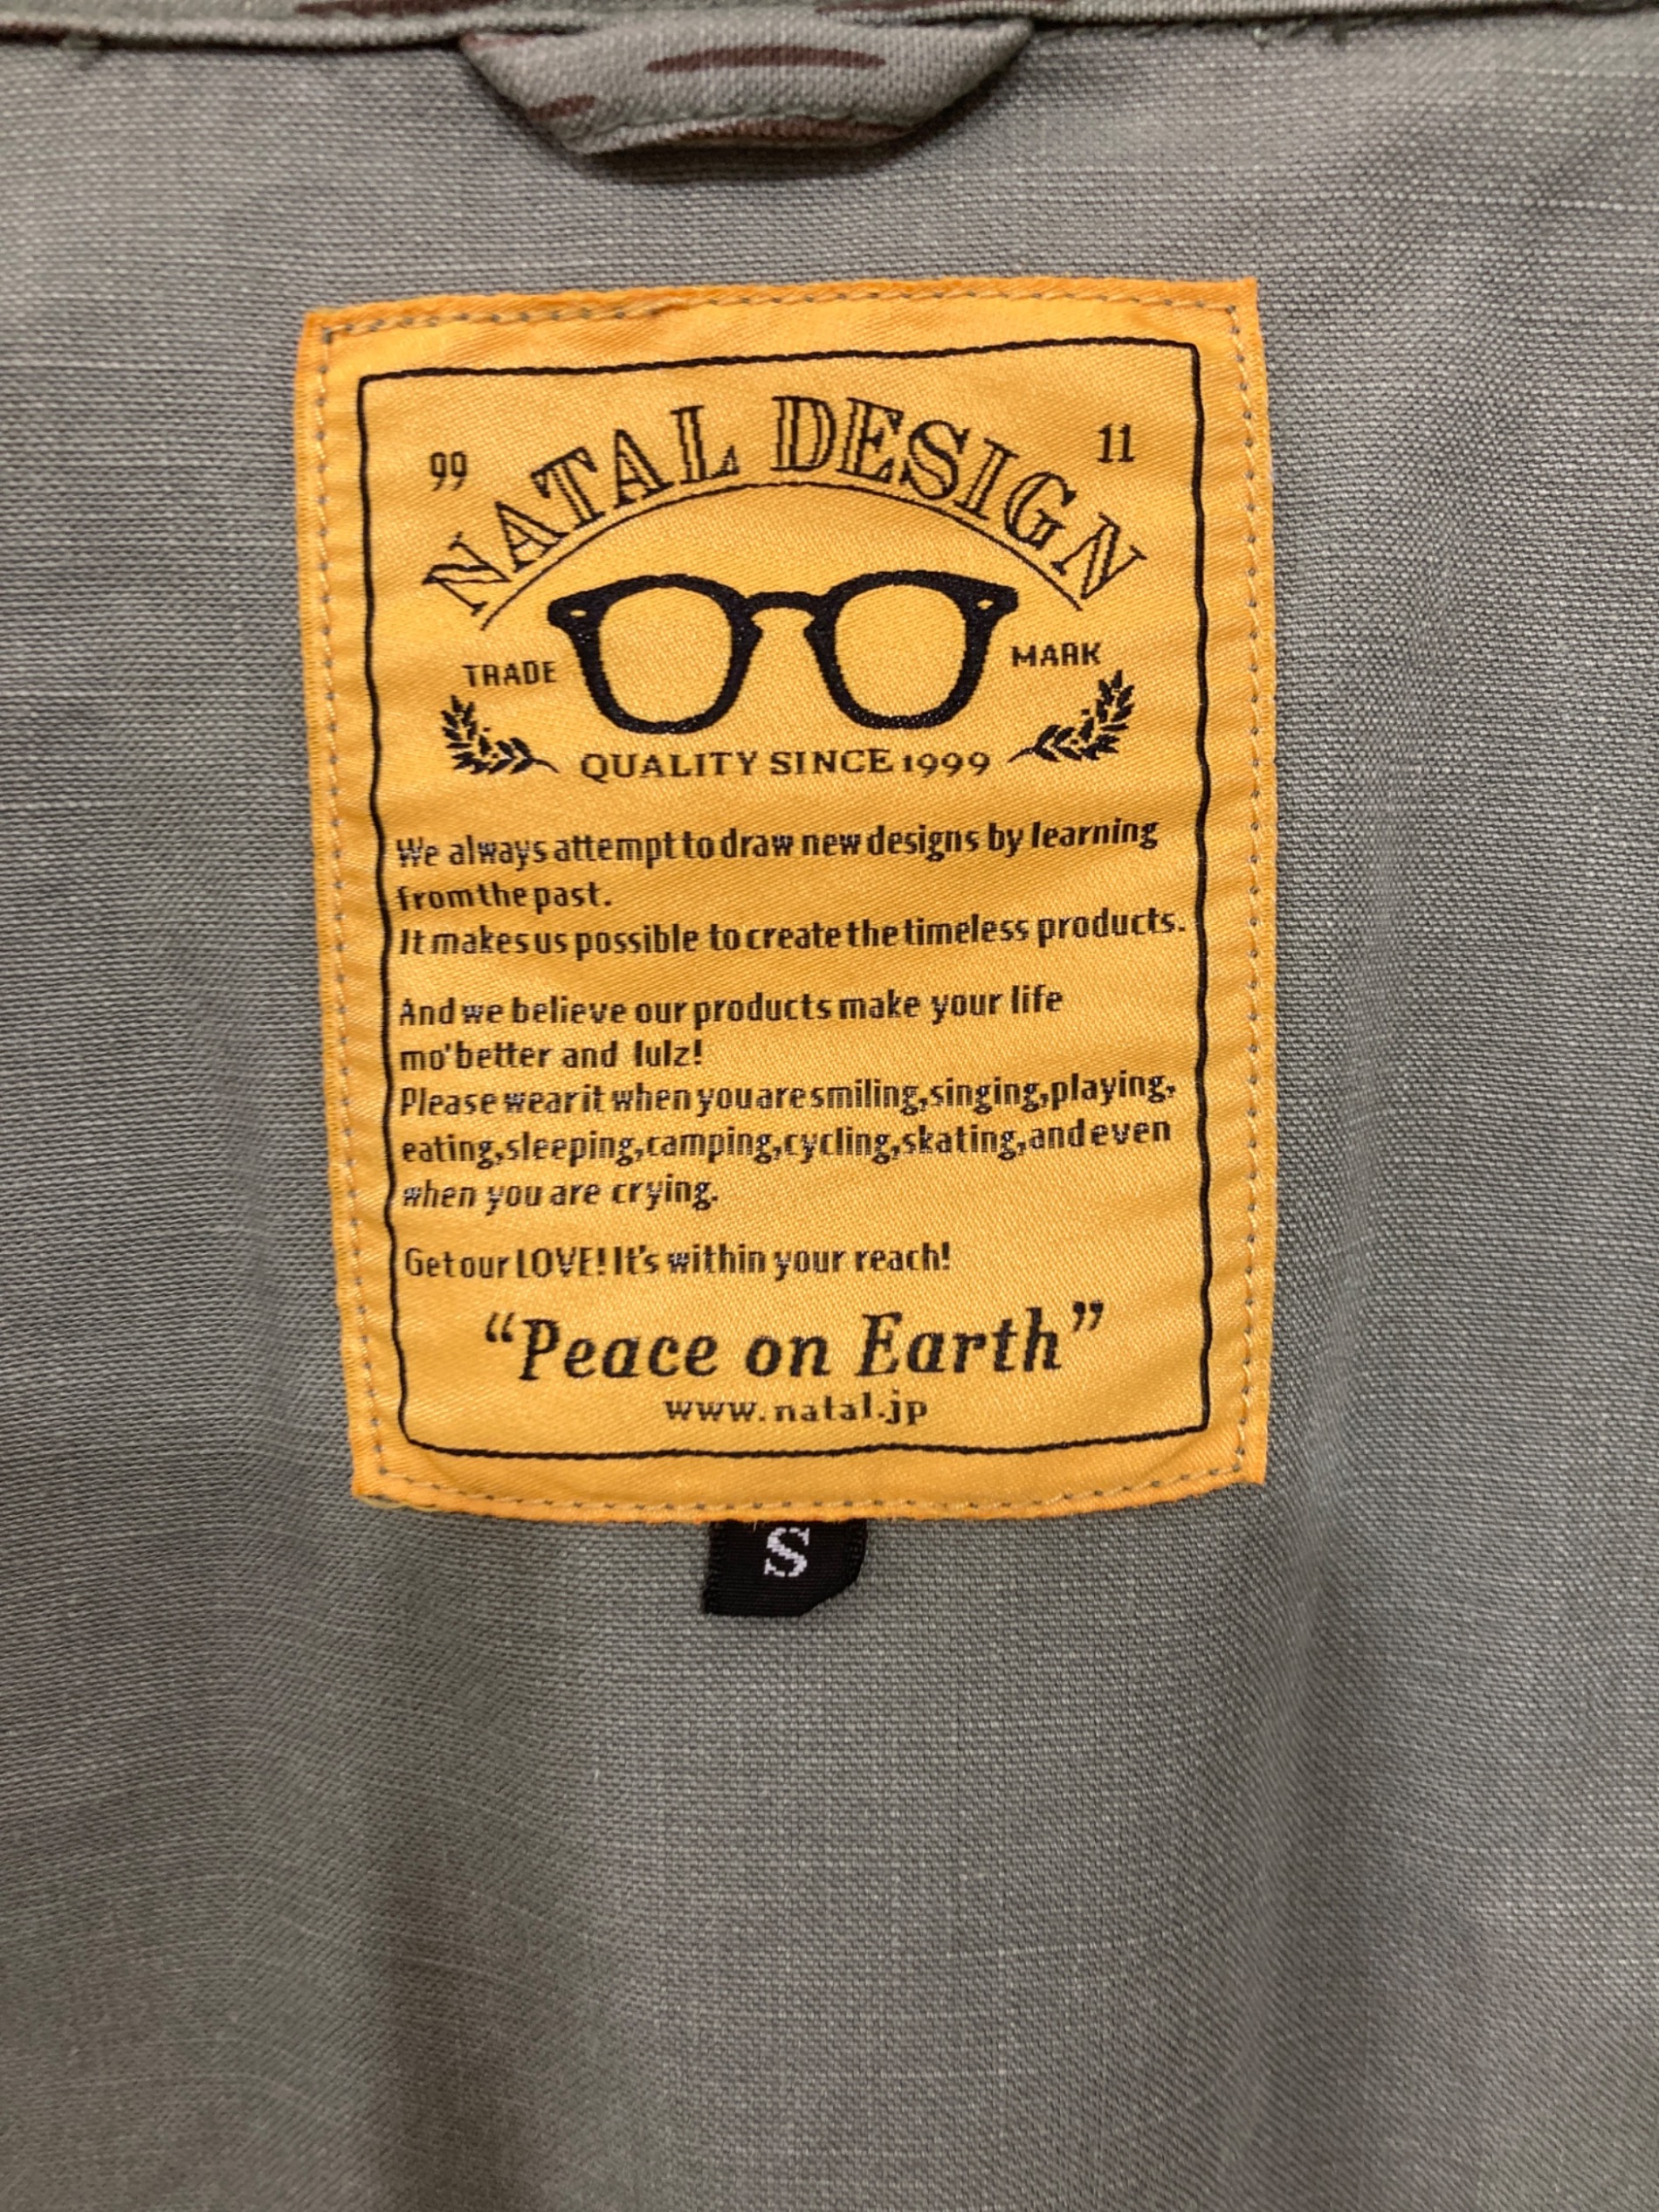 99 NATAL DESIGN 11
TRADE MARK
QUALITY SINCE 1999
We always attempt to draw new designs by learning
from the past.
It makes us possible to create the timeless products.
And we believe our products make your life
mo'better and lulz!
Please wear it when you are smiling,singing,playing,
eating,sleeping,camping,cycling,skating,and even
when you are crying.
Get our LOVE! It's within your reach!
"Peace on Earth"
www.natal.jp
S